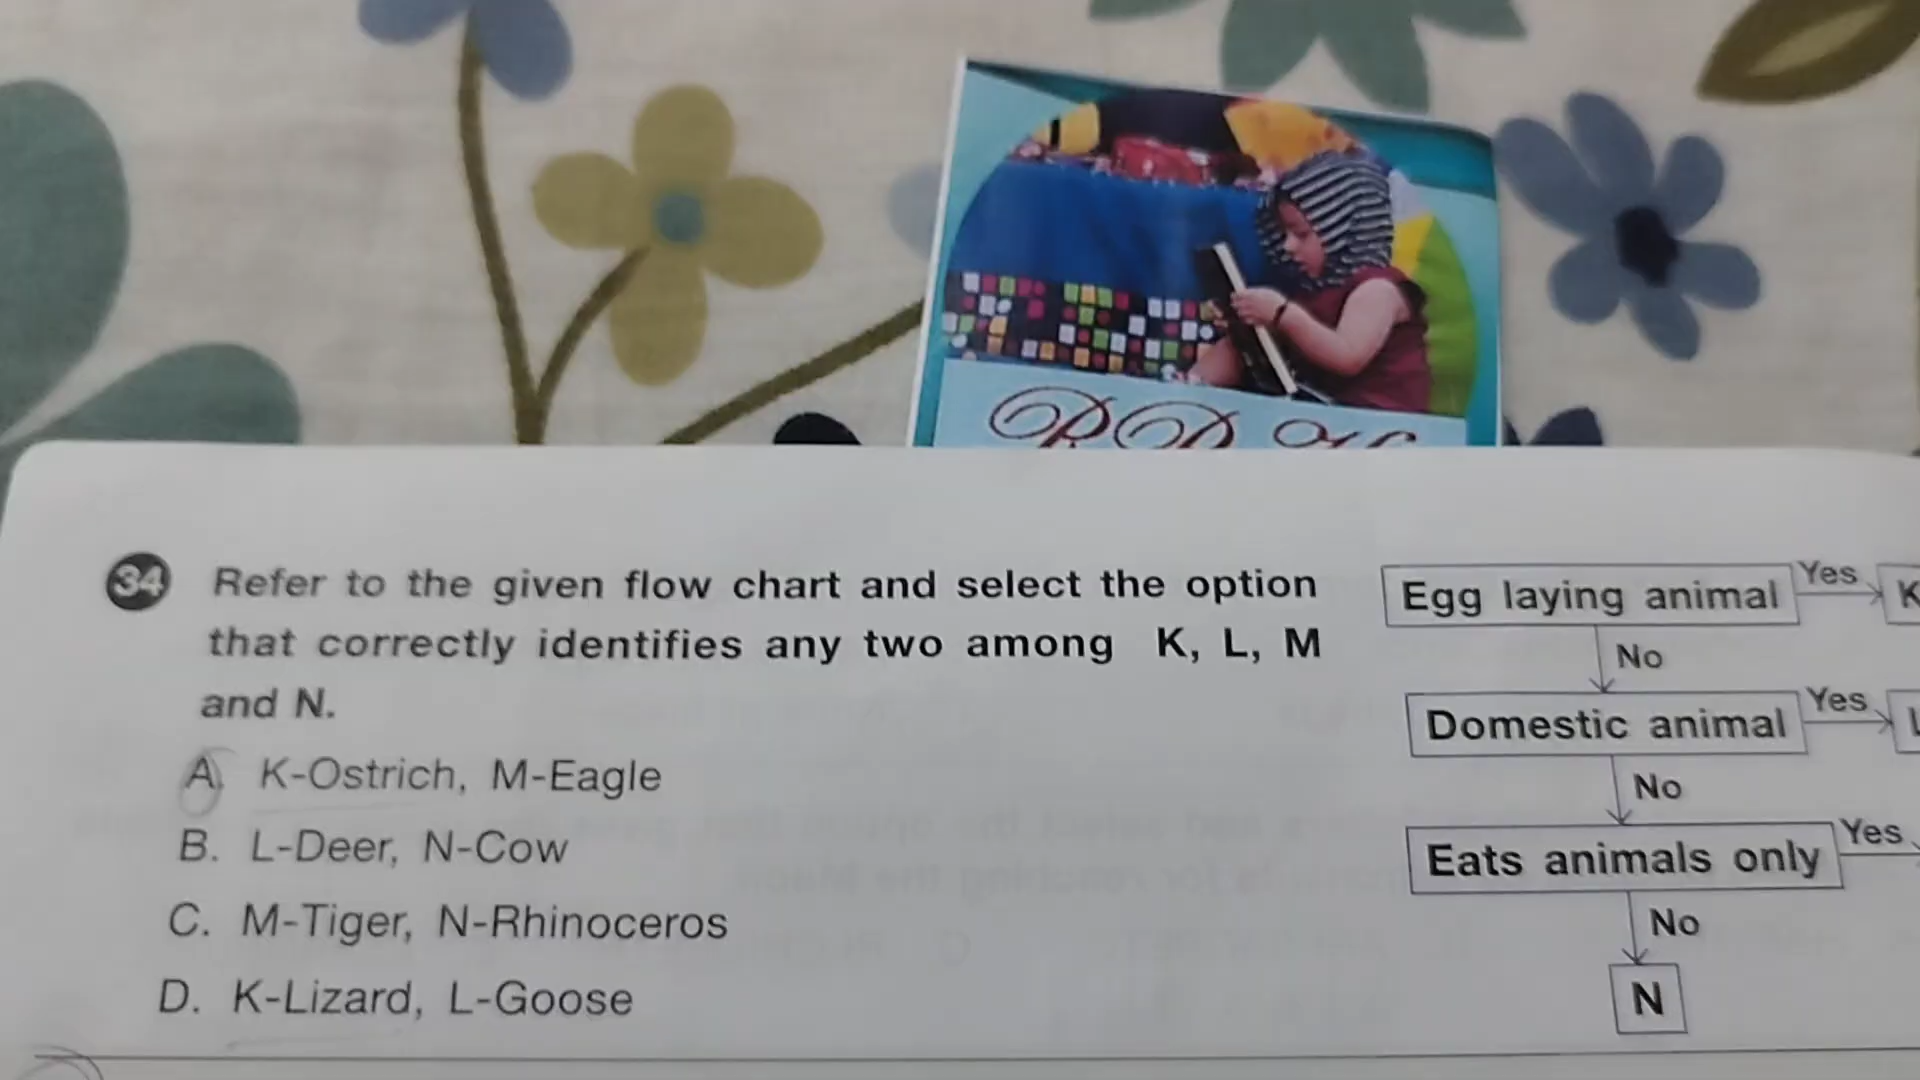 34 Refer to the given flow chart and select the option
that correctly identifies any two among K, L, M
and N.
A. K-Ostrich, M-Eagle
B. L-Deer, N-Cow
C. M-Tiger, N-Rhinoceros
D. K-Lizard, L-Goose
Egg laying animal Yes K
No
Domestic animal Yes L
No
Eats animals only Yes
No
N